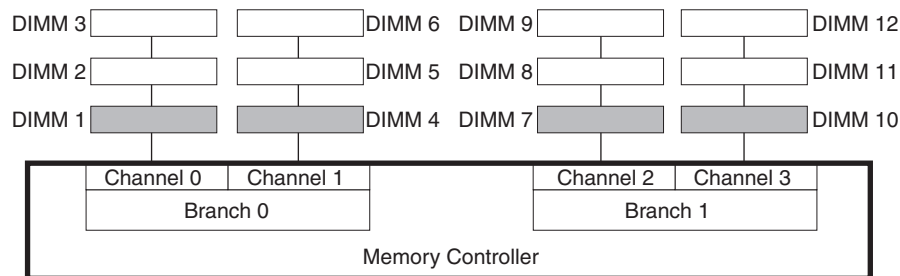 DIMM 3 DIMM 6 DIMM 9 DIMM 12
DIMM 2 DIMM 5 DIMM 8 DIMM 11
DIMM 1 DIMM 4 DIMM 7 DIMM 10
Channel 0 Channel 1 Channel 2 Channel 3
Branch 0 Branch 1
Memory Controller